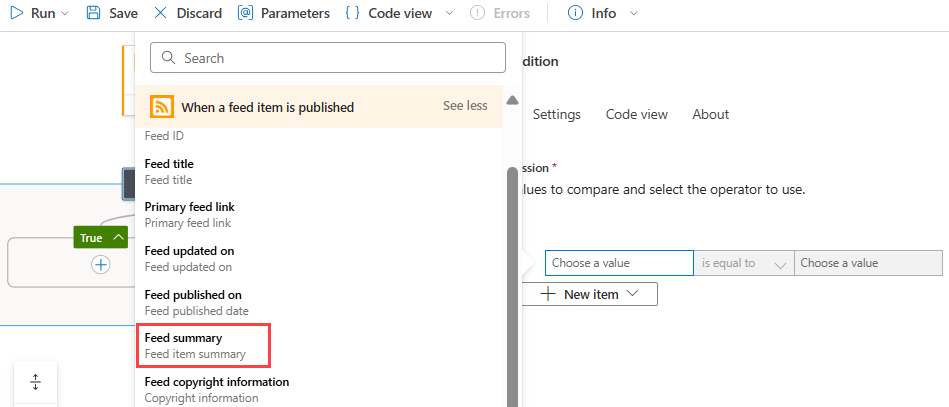 Run Save Discard Parameters Code view Errors Info
Search
When a feed item is published See less
Feed ID
Feed title
Feed title
Primary feed link
Primary feed link
Feed updated on
Feed updated on
Feed published on
Feed published date
Feed summary
Feed item summary
Feed copyright information
Copyright information
True
dition
Settings Code view About
ssion *
alues to compare and select the operator to use.
Choose a value is equal to Choose a value
New item